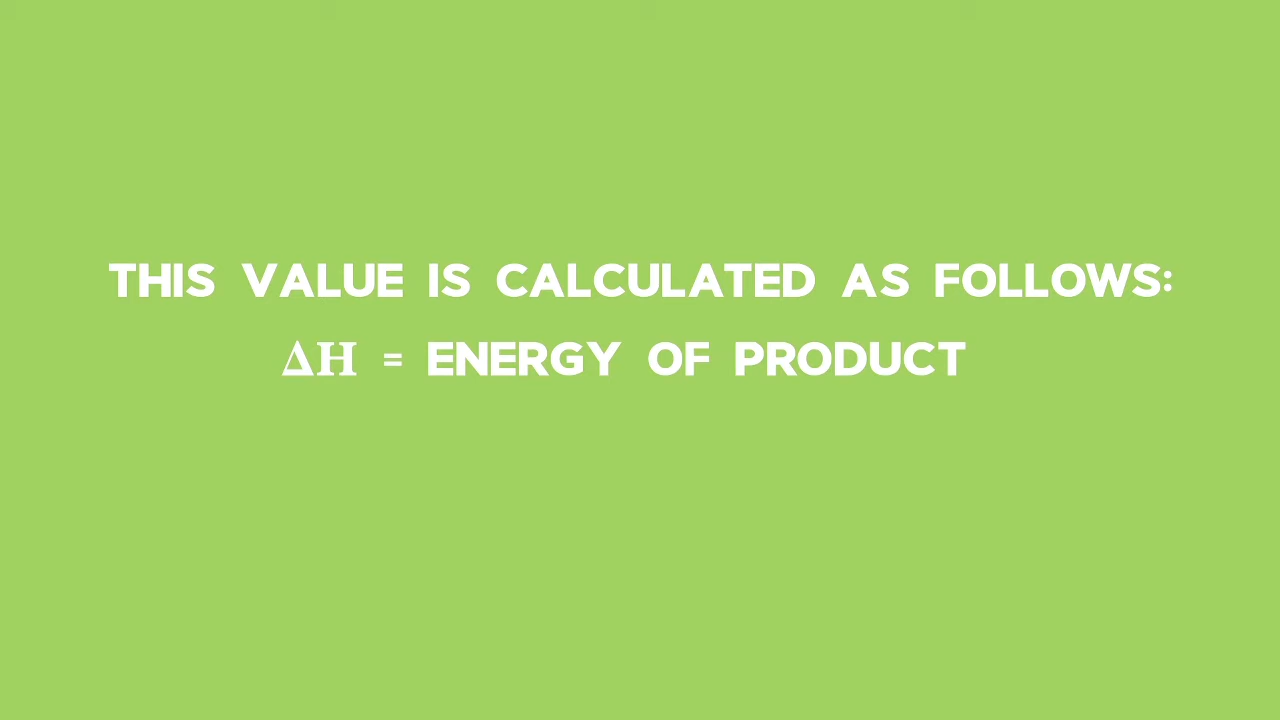 THIS VALUE IS CALCULATED AS FOLLOWS:
ΔH = ENERGY OF PRODUCT